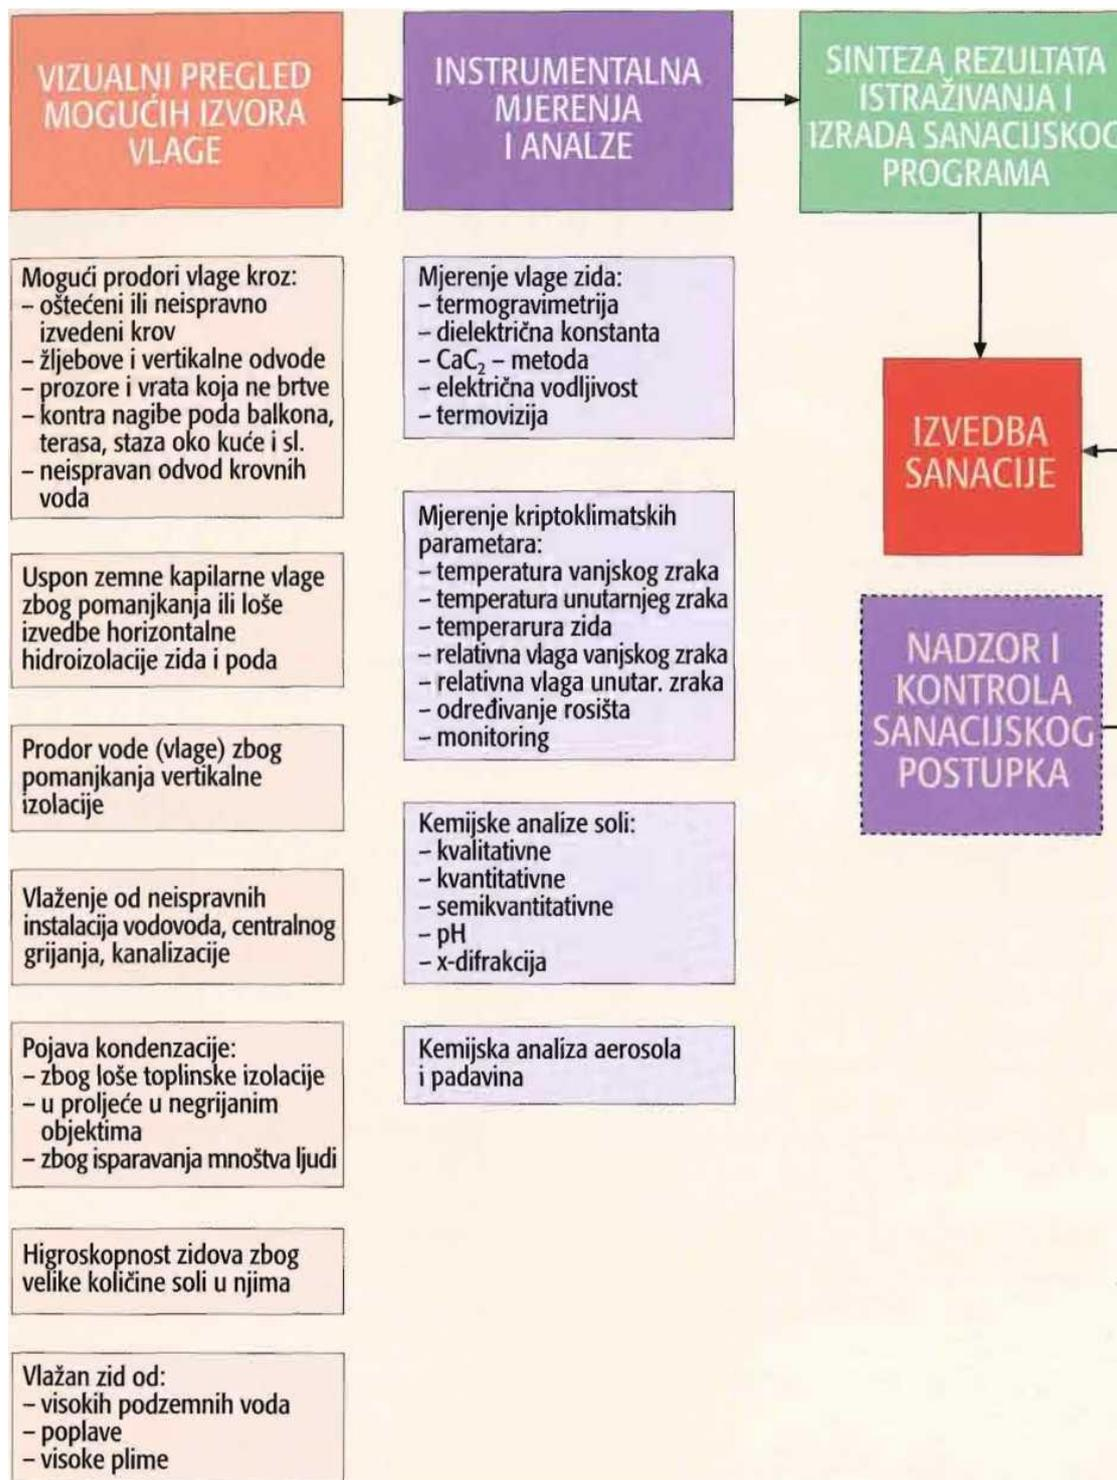 VIZUALNI PREGLED
MOGUĆIH IZVORA
VLAGE
INSTRUMENTALNA
MJERENJA
I ANALZE
SINTEZA REZULTATA
ISTRAŽIVANJA I
IZRADA SANACIJSKOG
PROGRAMA
Mogući prodori vlage kroz:
– oštećeni ili neispravno
izvedeni krov
– žljebove i vertikalne odvode
– prozore i vrata koja ne brtve
– kontra nagibe poda balkona,
terasa, staza oko kuće i sl.
– neispravan odvod krovnih
voda
Uspon zemne kapilarne vlage
zbog pomanjkanja ili loše
izvedbe horizontalne
hidroizolacije zida i poda
Prodor vode (vlage) zbog
pomanjkanja vertikalne
izolacije
Vlaženje od neispravnih
instalacija vodovoda, centralnog
grijanja, kanalizacije
Pojava kondenzacije:
– zbog loše toplinske izolacije
– u proljeće u negrijanim
objektima
– zbog isparavanja mnoštva ljudi
Higroskopnost zidova zbog
velike količine soli u njima
Vlažan zid od:
– visokih podzemnih voda
– poplave
– visoke plime
Mjerenje vlage zida:
– termogravimetrija
– dielektrična konstanta
– CaC₂ – metoda
– električna vodljivost
– termovizija
Mjerenje kriptoklimatskih
parametara:
– temperatura vanjskog zraka
– temperatura unutarnjeg zraka
– temperarura zida
– relativna vlaga vanjskog zraka
– relativna vlaga unutar. zraka
– određivanje rosišta
– monitoring
Kemijske analize soli:
– kvalitativne
– kvantitativne
– semikvantitativne
– pH
– x-difrakcija
Kemijska analiza aerosola
i padavina
IZVEDBA
SANACIJE
NADZOR I
KONTROLA
SANACIJSKOG
POSTUPKA